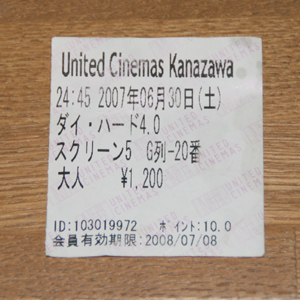 United Cinemas Kanazawa
24:45 2007年06月30日(土)
ダイ・ハード4.0
スクリーン5 G列-20番
大人 ¥1,200
ID:103019972 ポイント:10.0
会員有効期限:2008/07/08